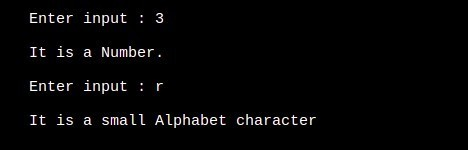 Enter input : 3
It is a Number.
Enter input : r
It is a small Alphabet character